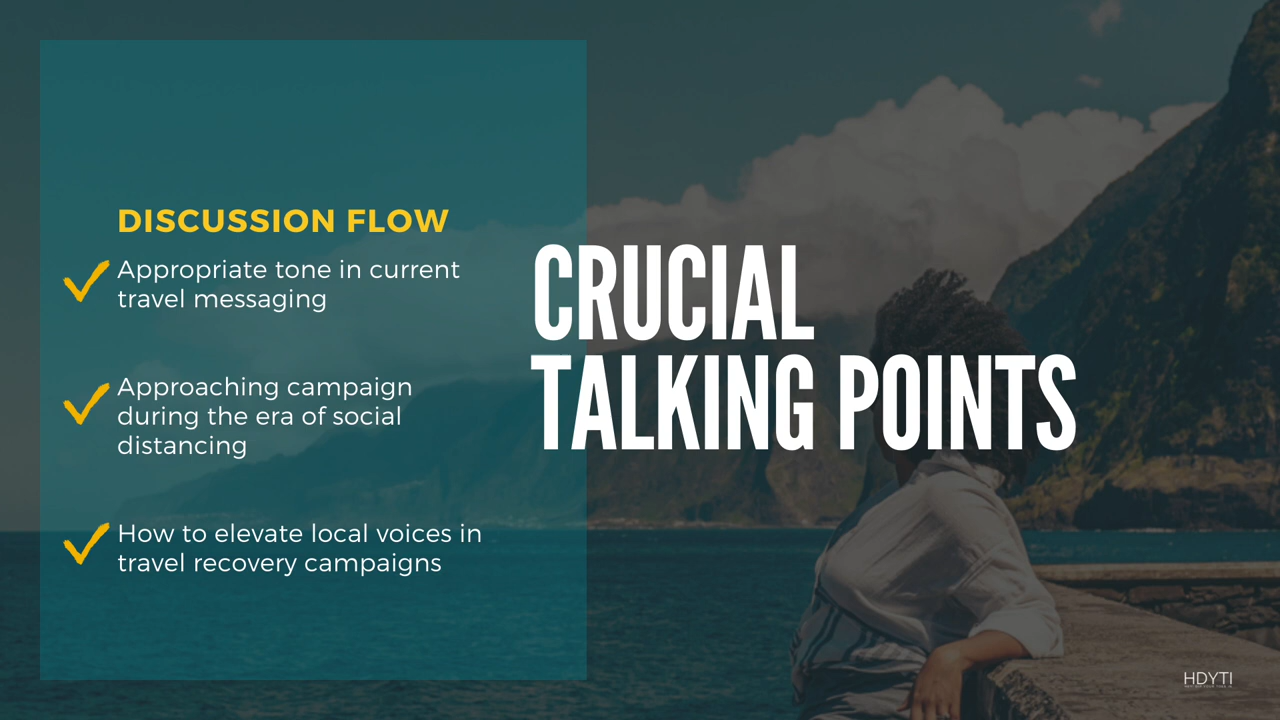 DISCUSSION FLOW
Appropriate tone in current
travel messaging
Approaching campaign
during the era of social
distancing
How to elevate local voices in
travel recovery campaigns
CRUCIAL
TALKING POINTS
HDYTI